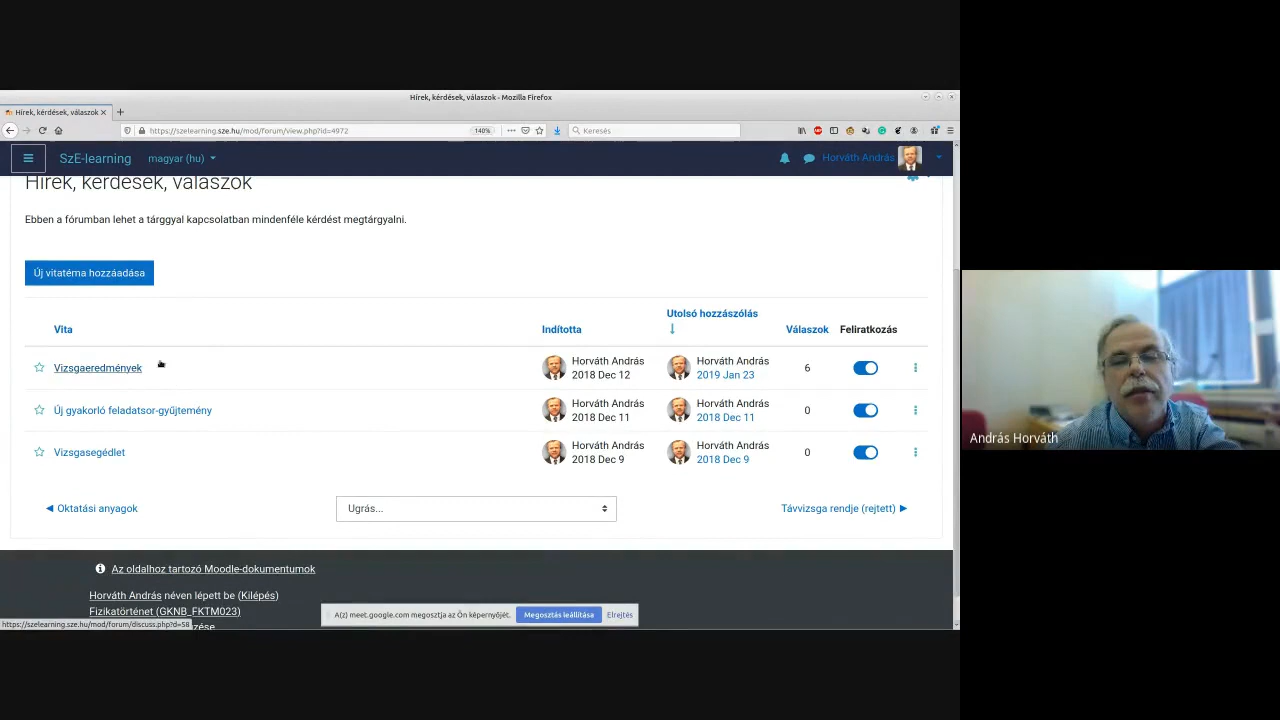 Hírek, kérdések, válaszok - Mozilla Firefox
Hírek, kérdések, válaszok
https://szelearning.sze.hu/mod/forum/view.php?id=4972
140%
Keresés
SzE-learning
magyar (hu)
Horváth András
Hírek, kérdések, válaszok
Ebben a fórumban lehet a tárggyal kapcsolatban mindenféle kérdést megtárgyalni.
Új vitatéma hozzáadása
Vita Indította Utolsó hozzászólás Válaszok Feliratkozás
Vizsgaeredmények
Horváth András
2018 Dec 12
Horváth András
2019 Jan 23
6
Új gyakorló feladatsor-gyűjtemény
Horváth András
2018 Dec 11
Horváth András
2018 Dec 11
0
Vizsgasegédlet
Horváth András
2018 Dec 9
Horváth András
2018 Dec 9
0
◀ Oktatási anyagok
Ugrás...
Távvizsga rendje (rejtett) ▶
Az oldalhoz tartozó Moodle-dokumentumok
Horváth András néven lépett be (Kilépés)
Fizikatörténet (GKNB_FKTM023)
A(z) meet.google.com megosztja az Ön képernyőjét.
Megosztás leállítása
Elrejtés
https://szelearning.sze.hu/mod/forum/discuss.php?d=58
András Horváth